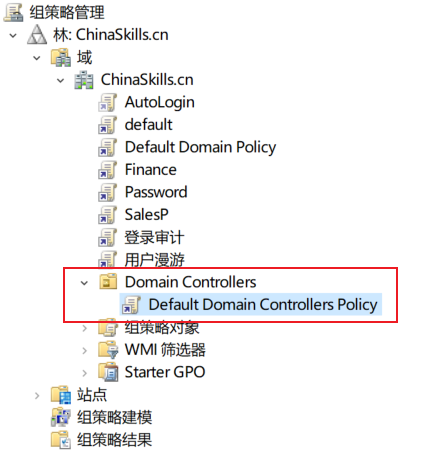 组策略管理
林: ChinaSkills.cn
域
ChinaSkills.cn
AutoLogin
default
Default Domain Policy
Finance
Password
SalesP
登录审计
用户漫游
Domain Controllers
Default Domain Controllers Policy
组策略对象
WMI 筛选器
Starter GPO
站点
组策略建模
组策略结果